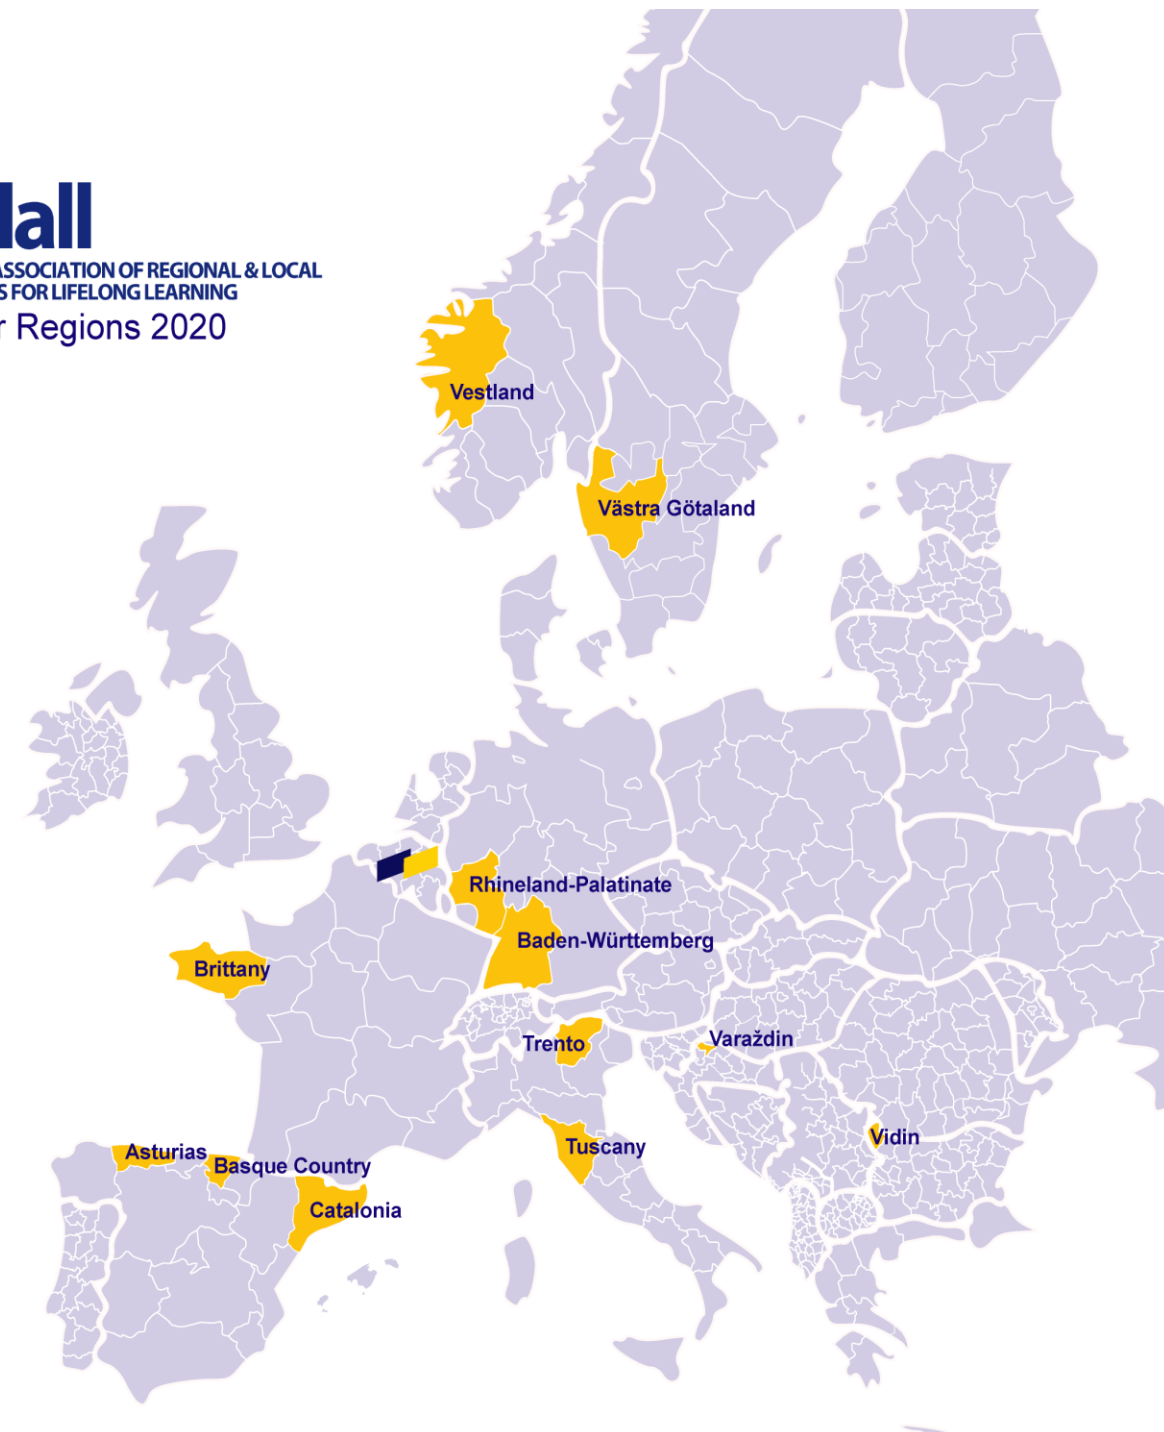 lall
ASSOCIATION OF REGIONAL & LOCAL
S FOR LIFELONG LEARNING
r Regions 2020
Vestland
Västra Götaland
Rhineland-Palatinate
Baden-Württemberg
Brittany
Trento
Varaždin
Vidin
Tuscany
Asturias
Basque Country
Catalonia